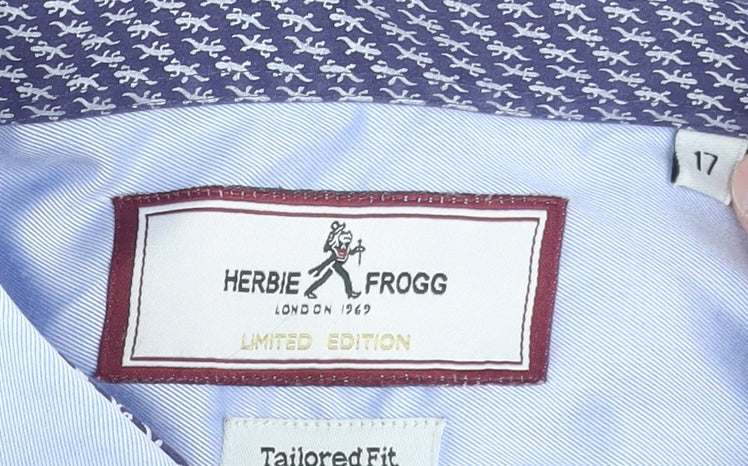 17
HERBIE FROGG
LONDON 1969
LIMITED EDITION
Tailored Fit